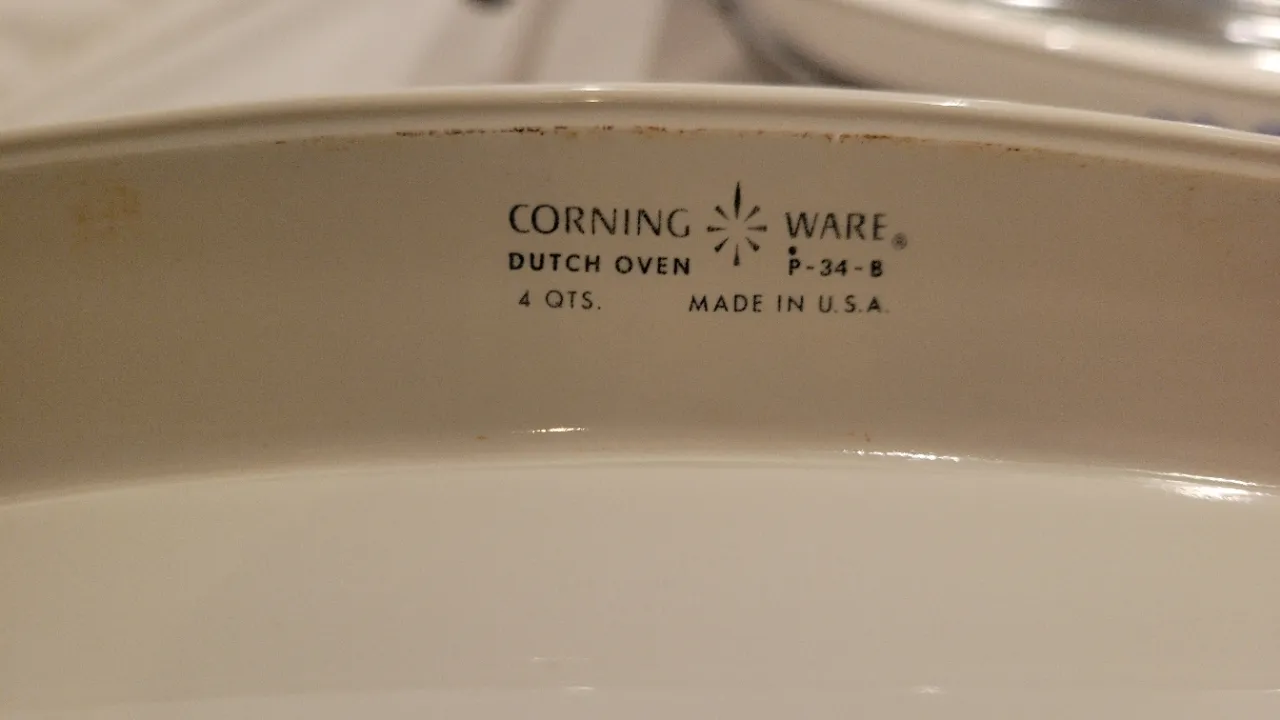 CORNING WARE®
DUTCH OVEN P-34-B
4 QTS. MADE IN U.S.A.